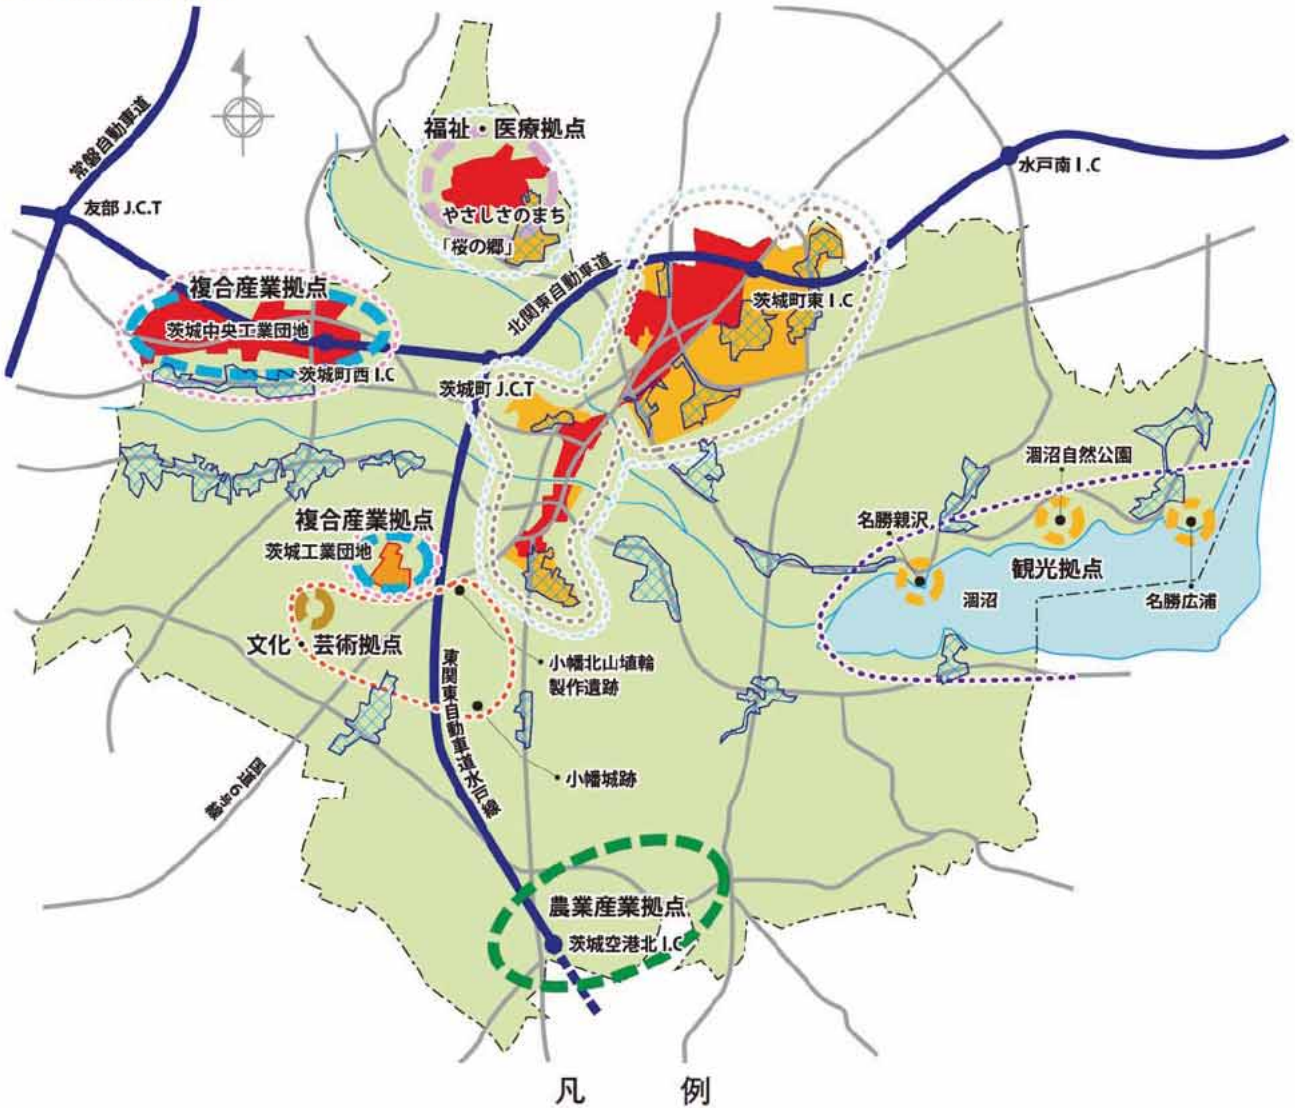 常磐自動車道
福祉・医療拠点
水戸南 I.C
友部 J.C.T
やさしさのまち
「桜の郷」
北関東自動車道
複合産業拠点
茨城中央工業団地
茨城町東 I.C
茨城町西 I.C
茨城町 J.C.T
涸沼自然公園
名勝親沢
複合産業拠点
茨城工業団地
観光拠点
涸沼
名勝広浦
文化・芸術拠点
小幡北山埴輪
製作遺跡
東関東自動車道水戸線
小幡城跡
国道6号線
農業産業拠点
茨城空港北 I.C
凡 例